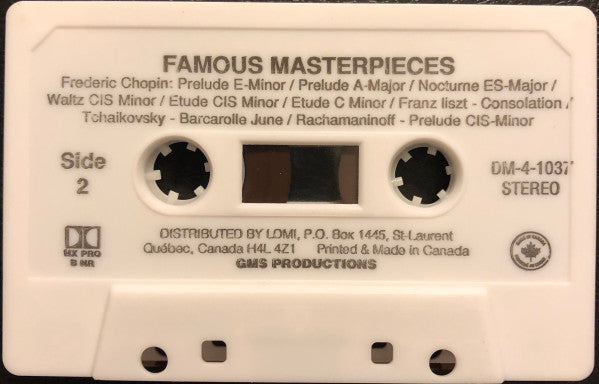 FAMOUS MASTERPIECES
Frederic Chopin: Prelude E-Minor / Prelude A-Major / Nocturne ES-Major /
Waltz CIS Minor / Etude CIS Minor / Etude C Minor / Franz liszt - Consolation /
Tchaikovsky - Barcarolle June / Rachamaninoff - Prelude CIS-Minor
Side
2
DM-4-1037
STEREO
HX PRO
B NR
DISTRIBUTED BY LOMI, P.O. Box 1445, St-Laurent
Québec, Canada H4L 4Z1 Printed & Made in Canada
GMS PRODUCTIONS